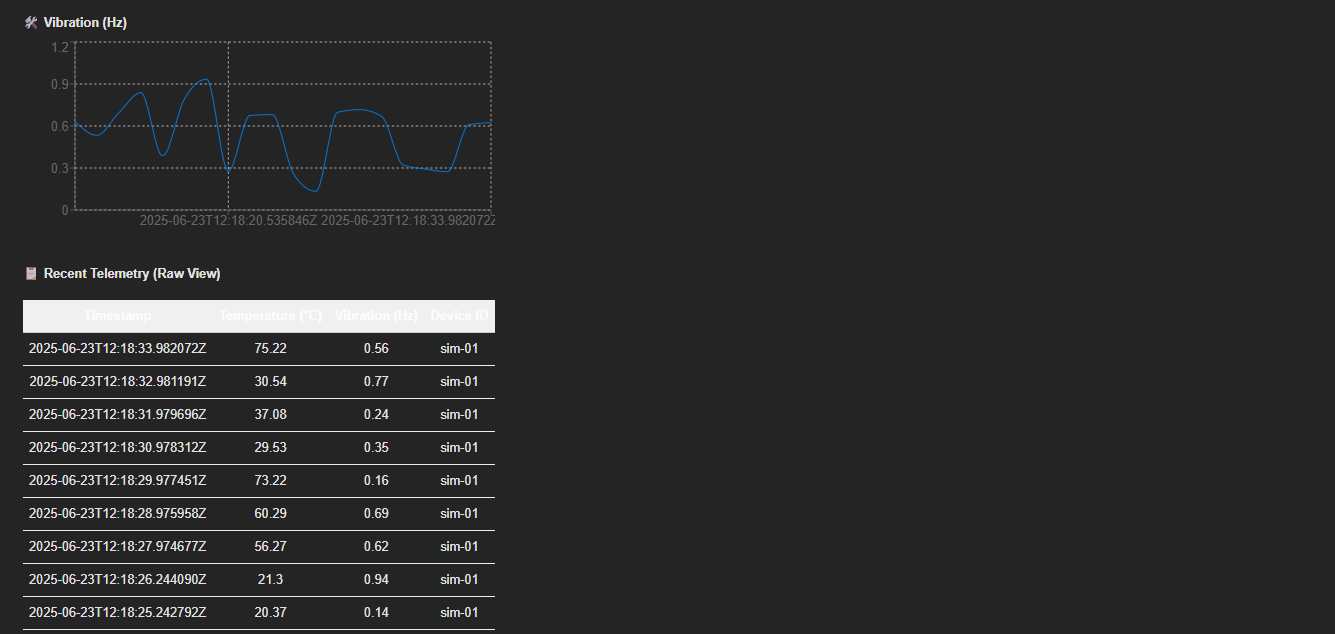 🛠 Vibration (Hz)
1.2
0.9
0.6
0.3
0
2025-06-23T12:18:20.535846Z 2025-06-23T12:18:33.982072Z
📋 Recent Telemetry (Raw View)
Timestamp Temperature (°C) Vibration (Hz) Device ID
2025-06-23T12:18:33.982072Z 75.22 0.56 sim-01
2025-06-23T12:18:32.981191Z 30.54 0.77 sim-01
2025-06-23T12:18:31.979696Z 37.08 0.24 sim-01
2025-06-23T12:18:30.978312Z 29.53 0.35 sim-01
2025-06-23T12:18:29.977451Z 73.22 0.16 sim-01
2025-06-23T12:18:28.975958Z 60.29 0.69 sim-01
2025-06-23T12:18:27.974677Z 56.27 0.62 sim-01
2025-06-23T12:18:26.244090Z 21.3 0.94 sim-01
2025-06-23T12:18:25.242792Z 20.37 0.14 sim-01